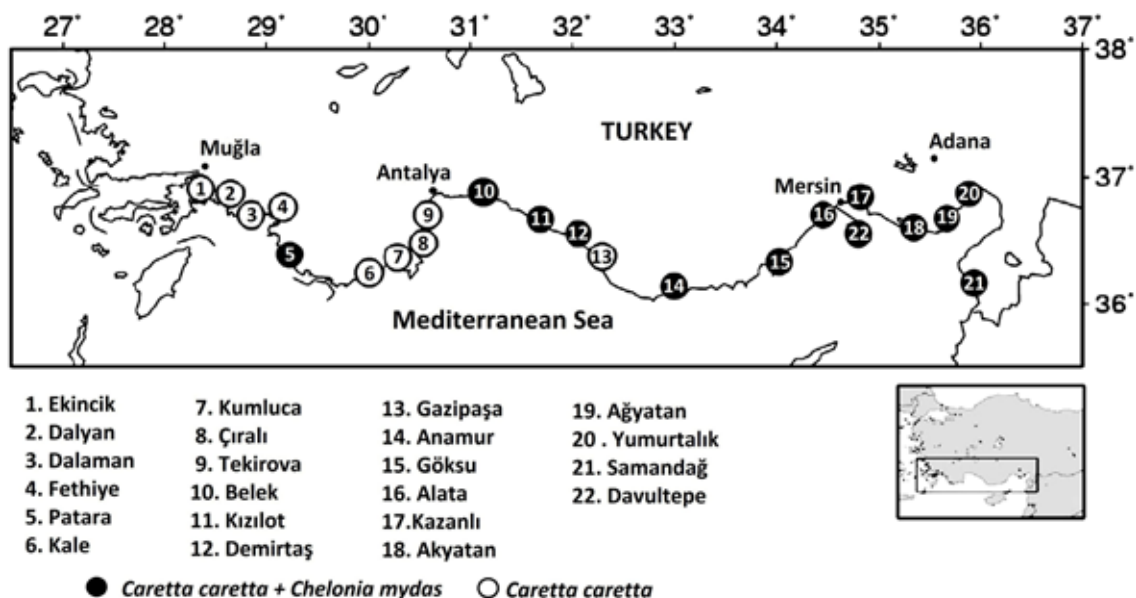 27° 28° 29° 30° 31° 32° 33° 34° 35° 36° 37°
38°
TURKEY
Muğla
Adana
Antalya
Mersin
37°
1 2 3 4 5 6 7 8 9 10 11 12 13 14 15 16 17 18 19 20 21 22
36°
Mediterranean Sea
1. Ekincik
2. Dalyan
3. Dalaman
4. Fethiye
5. Patara
6. Kale
7. Kumluca
8. Çıralı
9. Tekirova
10. Belek
11. Kızılot
12. Demirtaş
13. Gazipaşa
14. Anamur
15. Göksu
16. Alata
17.Kazanlı
18. Akyatan
19. Ağyatan
20 . Yumurtalık
21. Samandağ
22. Davultepe
Caretta caretta + Chelonia mydas
Caretta caretta